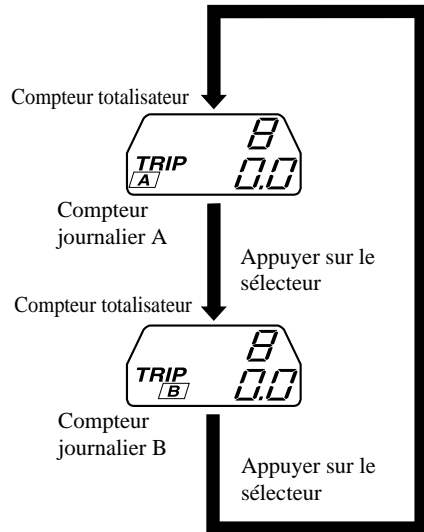 Compteur totalisateur
8
TRIP
A 0.0
Compteur
journalier A
Appuyer sur le
sélecteur
Compteur totalisateur
8
TRIP
B 0.0
Compteur
journalier B
Appuyer sur le
sélecteur